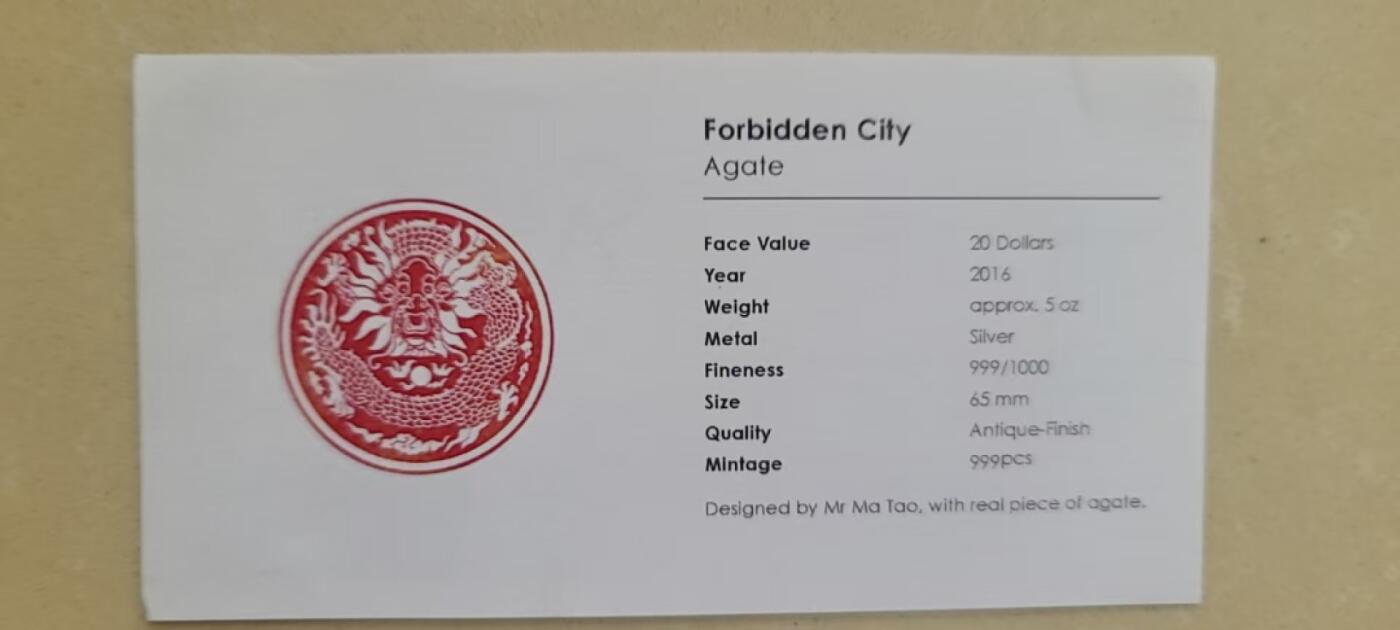 Forbidden City
Agate
Face Value 20 Dollars
Year 2016
Weight approx. 5 oz
Metal Silver
Fineness 999/1000
Size 65 mm
Quality Antique-Finish
Mintage 999pcs
Designed by Mr Ma Tao, with real piece of agate.